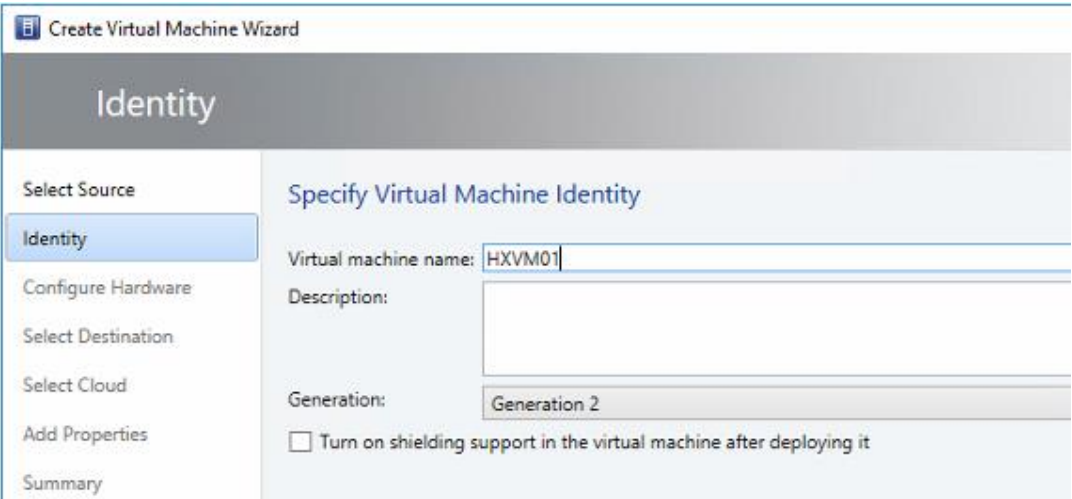 Create Virtual Machine Wizard
Identity
Select Source
Identity
Configure Hardware
Select Destination
Select Cloud
Add Properties
Summary
Specify Virtual Machine Identity
Virtual machine name: HXVM01
Description:
Generation: Generation 2
Turn on shielding support in the virtual machine after deploying it